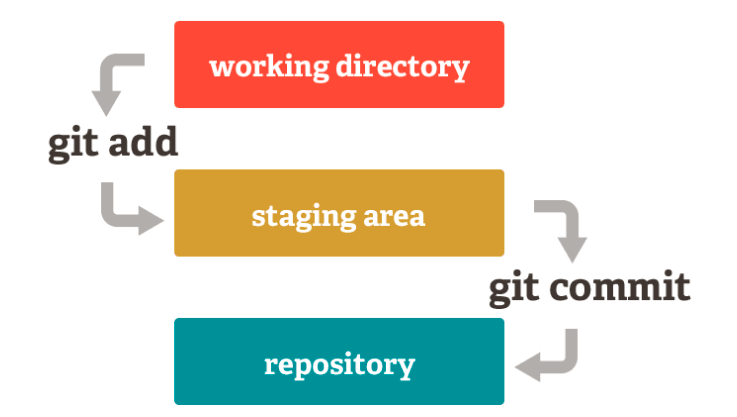 working directory
git add
staging area
git commit
repository